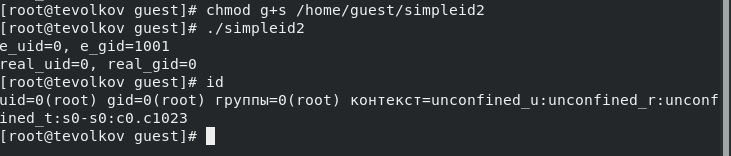 [root@tevolkov guest]# chmod g+s /home/guest/simpleid2
[root@tevolkov guest]# ./simpleid2
e_uid=0, e_gid=1001
real_uid=0, real_gid=0
[root@tevolkov guest]# id
uid=0(root) gid=0(root) группы=0(root) контекст=unconfined_u:unconfined_r:unconf
ined_t:s0-s0:c0.c1023
[root@tevolkov guest]#